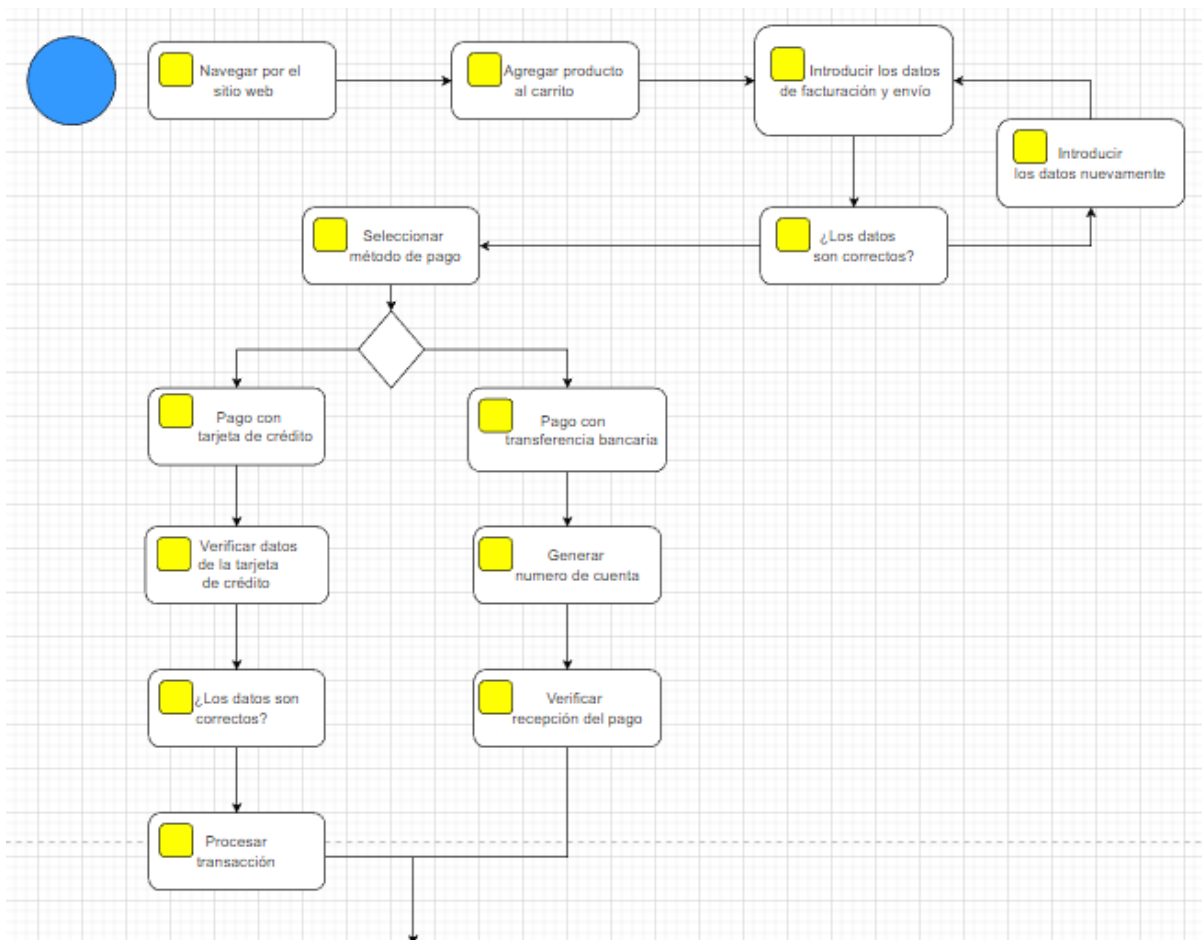 Navegar por el
sitio web
Agregar producto
al carrito
Introducir los datos
de facturación y envío
Introducir
los datos nuevamente
Seleccionar
método de pago
¿Los datos
son correctos?
Pago con
tarjeta de crédito
Pago con
transferencia bancaria
Verificar datos
de la tarjeta
de crédito
Generar
numero de cuenta
¿Los datos son
correctos?
Verificar
recepción del pago
Procesar
transacción